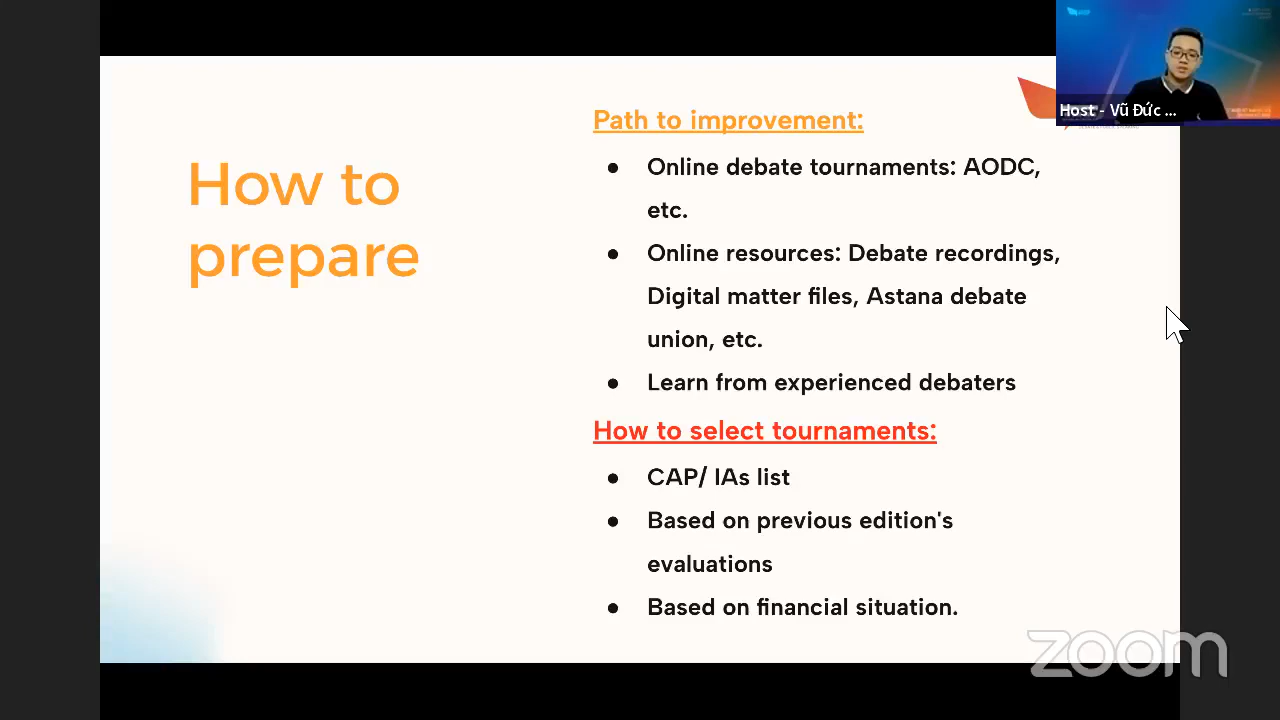 How to
prepare
Path to improvement:
● Online debate tournaments: AODC,
etc.
● Online resources: Debate recordings,
Digital matter files, Astana debate
union, etc.
● Learn from experienced debaters
How to select tournaments:
● CAP/ IAs list
● Based on previous edition's
evaluations
● Based on financial situation.
Host - Vũ Đức ...
zoom